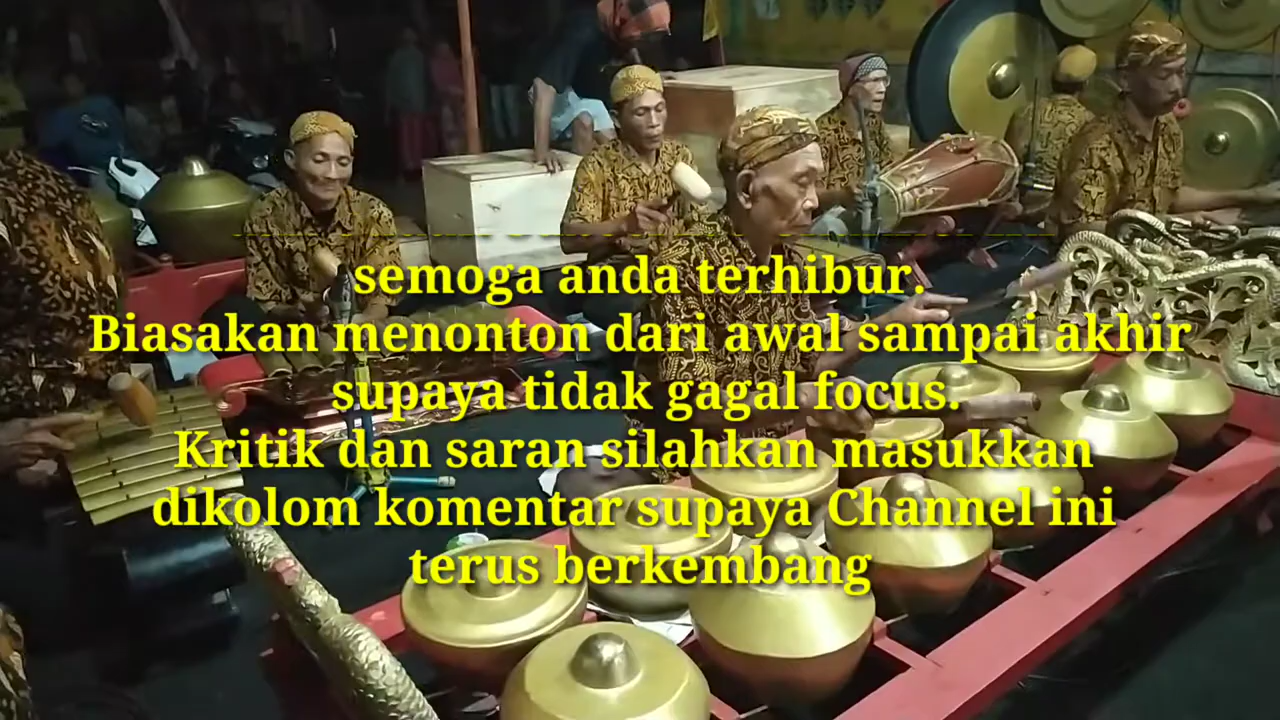 semoga anda terhibur.
Biasakan menonton dari awal sampai akhir
supaya tidak gagal focus.
Kritik dan saran silahkan masukkan
dikolom komentar supaya Channel ini
terus berkembang